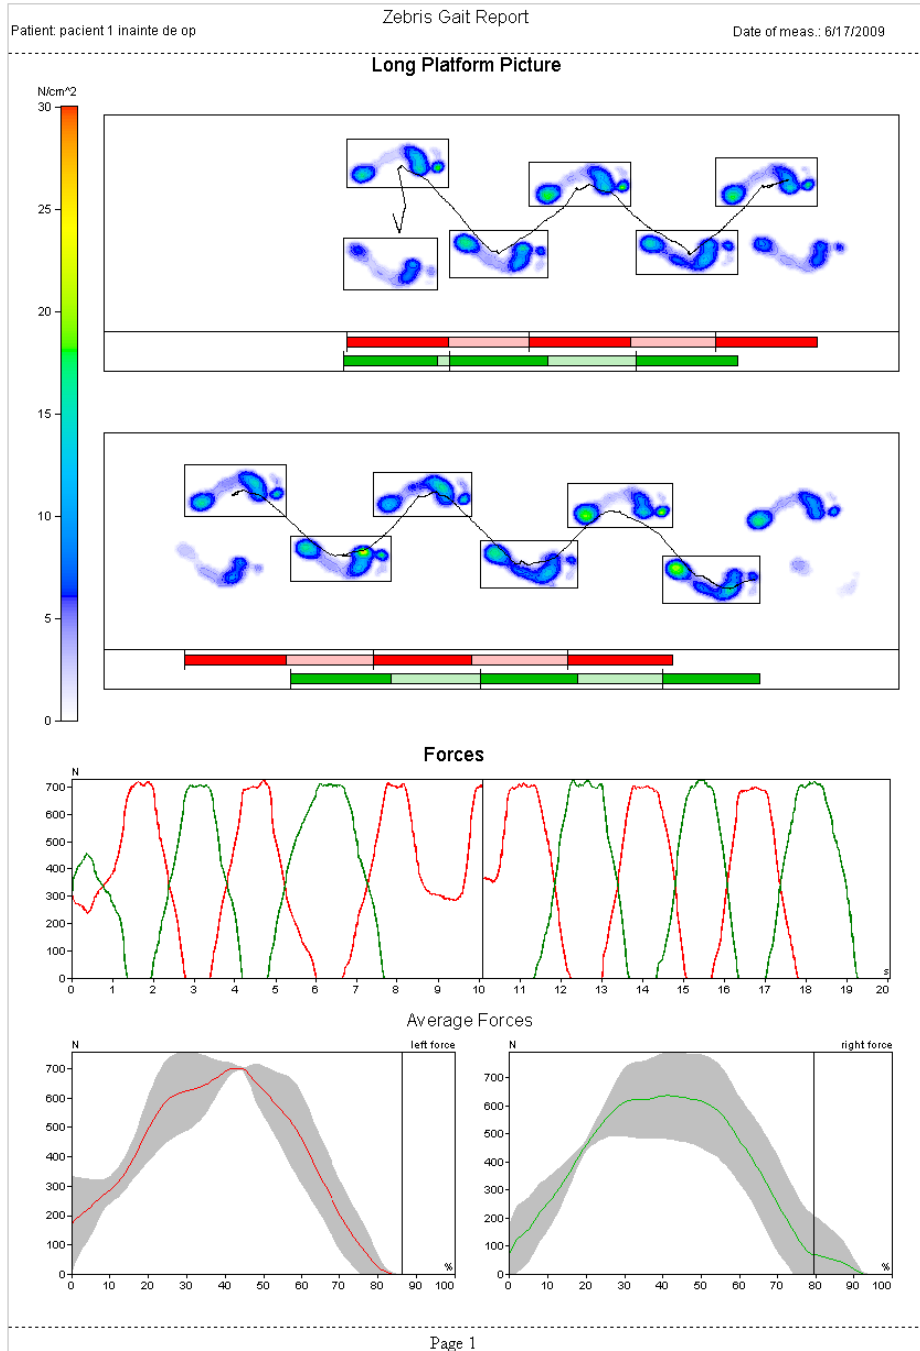 Zebris Gait Report
Patient: pacient 1 inainte de op
Date of meas.: 6/17/2009
Long Platform Picture
N/cm^2
30
25
20
15
10
5
0
Forces
N
700
600
500
400
300
200
100
0
0 1 2 3 4 5 6 7 8 9 10 11 12 13 14 15 16 17 18 19 20
s
Average Forces
N left force
700
600
500
400
300
200
100
0
%
0 10 20 30 40 50 60 70 80 90 100
N right force
700
600
500
400
300
200
100
0
%
0 10 20 30 40 50 60 70 80 90 100
Page 1